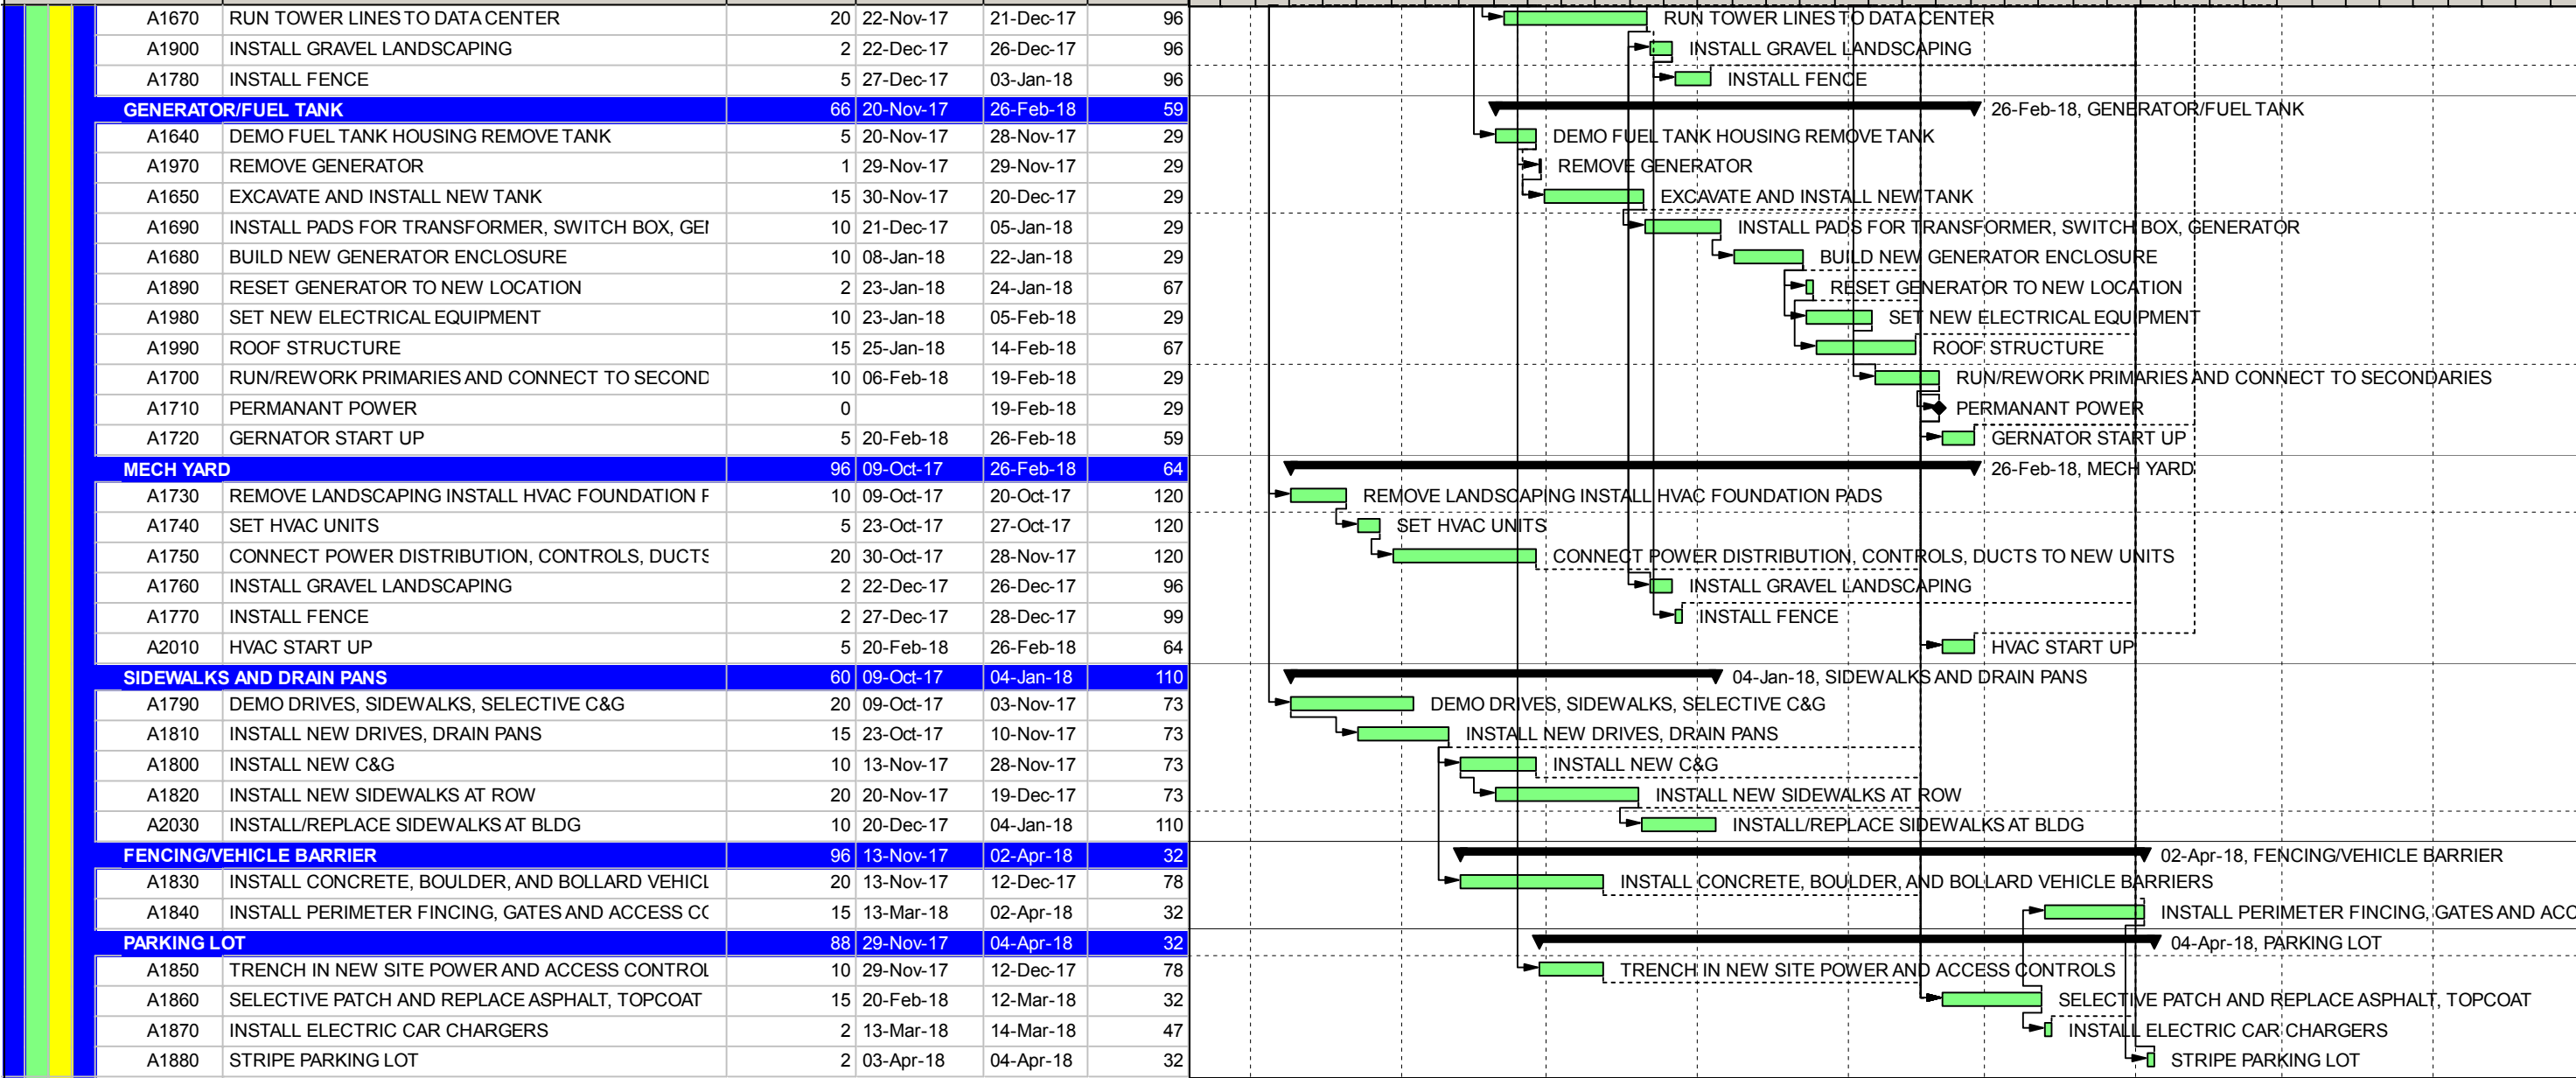 A1670 RUN TOWER LINES TO DATA CENTER 20 22-Nov-17 21-Dec-17 96 RUN TOWER LINES TO DATA CENTER
A1900 INSTALL GRAVEL LANDSCAPING 2 22-Dec-17 26-Dec-17 96 INSTALL GRAVEL LANDSCAPING
A1780 INSTALL FENCE 5 27-Dec-17 03-Jan-18 96 INSTALL FENCE
GENERATOR/FUEL TANK 66 20-Nov-17 26-Feb-18 59 26-Feb-18, GENERATOR/FUEL TANK
A1640 DEMO FUEL TANK HOUSING REMOVE TANK 5 20-Nov-17 28-Nov-17 29 DEMO FUEL TANK HOUSING REMOVE TANK
A1970 REMOVE GENERATOR 1 29-Nov-17 29-Nov-17 29 REMOVE GENERATOR
A1650 EXCAVATE AND INSTALL NEW TANK 15 30-Nov-17 20-Dec-17 29 EXCAVATE AND INSTALL NEW TANK
A1690 INSTALL PADS FOR TRANSFORMER, SWITCH BOX, GEN 10 21-Dec-17 05-Jan-18 29 INSTALL PADS FOR TRANSFORMER, SWITCH BOX, GENERATOR
A1680 BUILD NEW GENERATOR ENCLOSURE 10 08-Jan-18 22-Jan-18 29 BUILD NEW GENERATOR ENCLOSURE
A1890 RESET GENERATOR TO NEW LOCATION 2 23-Jan-18 24-Jan-18 67 RESET GENERATOR TO NEW LOCATION
A1980 SET NEW ELECTRICAL EQUIPMENT 10 23-Jan-18 05-Feb-18 29 SET NEW ELECTRICAL EQUIPMENT
A1990 ROOF STRUCTURE 15 25-Jan-18 14-Feb-18 67 ROOF STRUCTURE
A1700 RUN/REWORK PRIMARIES AND CONNECT TO SECOND 10 06-Feb-18 19-Feb-18 29 RUN/REWORK PRIMARIES AND CONNECT TO SECONDARIES
A1710 PERMANANT POWER 0 19-Feb-18 29 PERMANANT POWER
A1720 GERNATOR START UP 5 20-Feb-18 26-Feb-18 59 GERNATOR START UP
MECH YARD 96 09-Oct-17 26-Feb-18 64 26-Feb-18, MECH YARD
A1730 REMOVE LANDSCAPING INSTALL HVAC FOUNDATION P 10 09-Oct-17 20-Oct-17 120 REMOVE LANDSCAPING INSTALL HVAC FOUNDATION PADS
A1740 SET HVAC UNITS 5 23-Oct-17 27-Oct-17 120 SET HVAC UNITS
A1750 CONNECT POWER DISTRIBUTION, CONTROLS, DUCTS 20 30-Oct-17 28-Nov-17 120 CONNECT POWER DISTRIBUTION, CONTROLS, DUCTS TO NEW UNITS
A1760 INSTALL GRAVEL LANDSCAPING 2 22-Dec-17 26-Dec-17 96 INSTALL GRAVEL LANDSCAPING
A1770 INSTALL FENCE 2 27-Dec-17 28-Dec-17 99 INSTALL FENCE
A2010 HVAC START UP 5 20-Feb-18 26-Feb-18 64 HVAC START UP
SIDEWALKS AND DRAIN PANS 60 09-Oct-17 04-Jan-18 110 04-Jan-18, SIDEWALKS AND DRAIN PANS
A1790 DEMO DRIVES, SIDEWALKS, SELECTIVE C&G 20 09-Oct-17 03-Nov-17 73 DEMO DRIVES, SIDEWALKS, SELECTIVE C&G
A1810 INSTALL NEW DRIVES, DRAIN PANS 15 23-Oct-17 10-Nov-17 73 INSTALL NEW DRIVES, DRAIN PANS
A1800 INSTALL NEW C&G 10 13-Nov-17 28-Nov-17 73 INSTALL NEW C&G
A1820 INSTALL NEW SIDEWALKS AT ROW 20 20-Nov-17 19-Dec-17 73 INSTALL NEW SIDEWALKS AT ROW
A2030 INSTALL/REPLACE SIDEWALKS AT BLDG 10 20-Dec-17 04-Jan-18 110 INSTALL/REPLACE SIDEWALKS AT BLDG
FENCING/VEHICLE BARRIER 96 13-Nov-17 02-Apr-18 32 02-Apr-18, FENCING/VEHICLE BARRIER
A1830 INSTALL CONCRETE, BOULDER, AND BOLLARD VEHICL 20 13-Nov-17 12-Dec-17 78 INSTALL CONCRETE, BOULDER, AND BOLLARD VEHICLE BARRIERS
A1840 INSTALL PERIMETER FINCING, GATES AND ACCESS CO 15 13-Mar-18 02-Apr-18 32 INSTALL PERIMETER FINCING, GATES AND ACC
PARKING LOT 88 29-Nov-17 04-Apr-18 32 04-Apr-18, PARKING LOT
A1850 TRENCH IN NEW SITE POWER AND ACCESS CONTROL 10 29-Nov-17 12-Dec-17 78 TRENCH IN NEW SITE POWER AND ACCESS CONTROLS
A1860 SELECTIVE PATCH AND REPLACE ASPHALT, TOPCOAT 15 20-Feb-18 12-Mar-18 32 SELECTIVE PATCH AND REPLACE ASPHALT, TOPCOAT
A1870 INSTALL ELECTRIC CAR CHARGERS 2 13-Mar-18 14-Mar-18 47 INSTALL ELECTRIC CAR CHARGERS
A1880 STRIPE PARKING LOT 2 03-Apr-18 04-Apr-18 32 STRIPE PARKING LOT